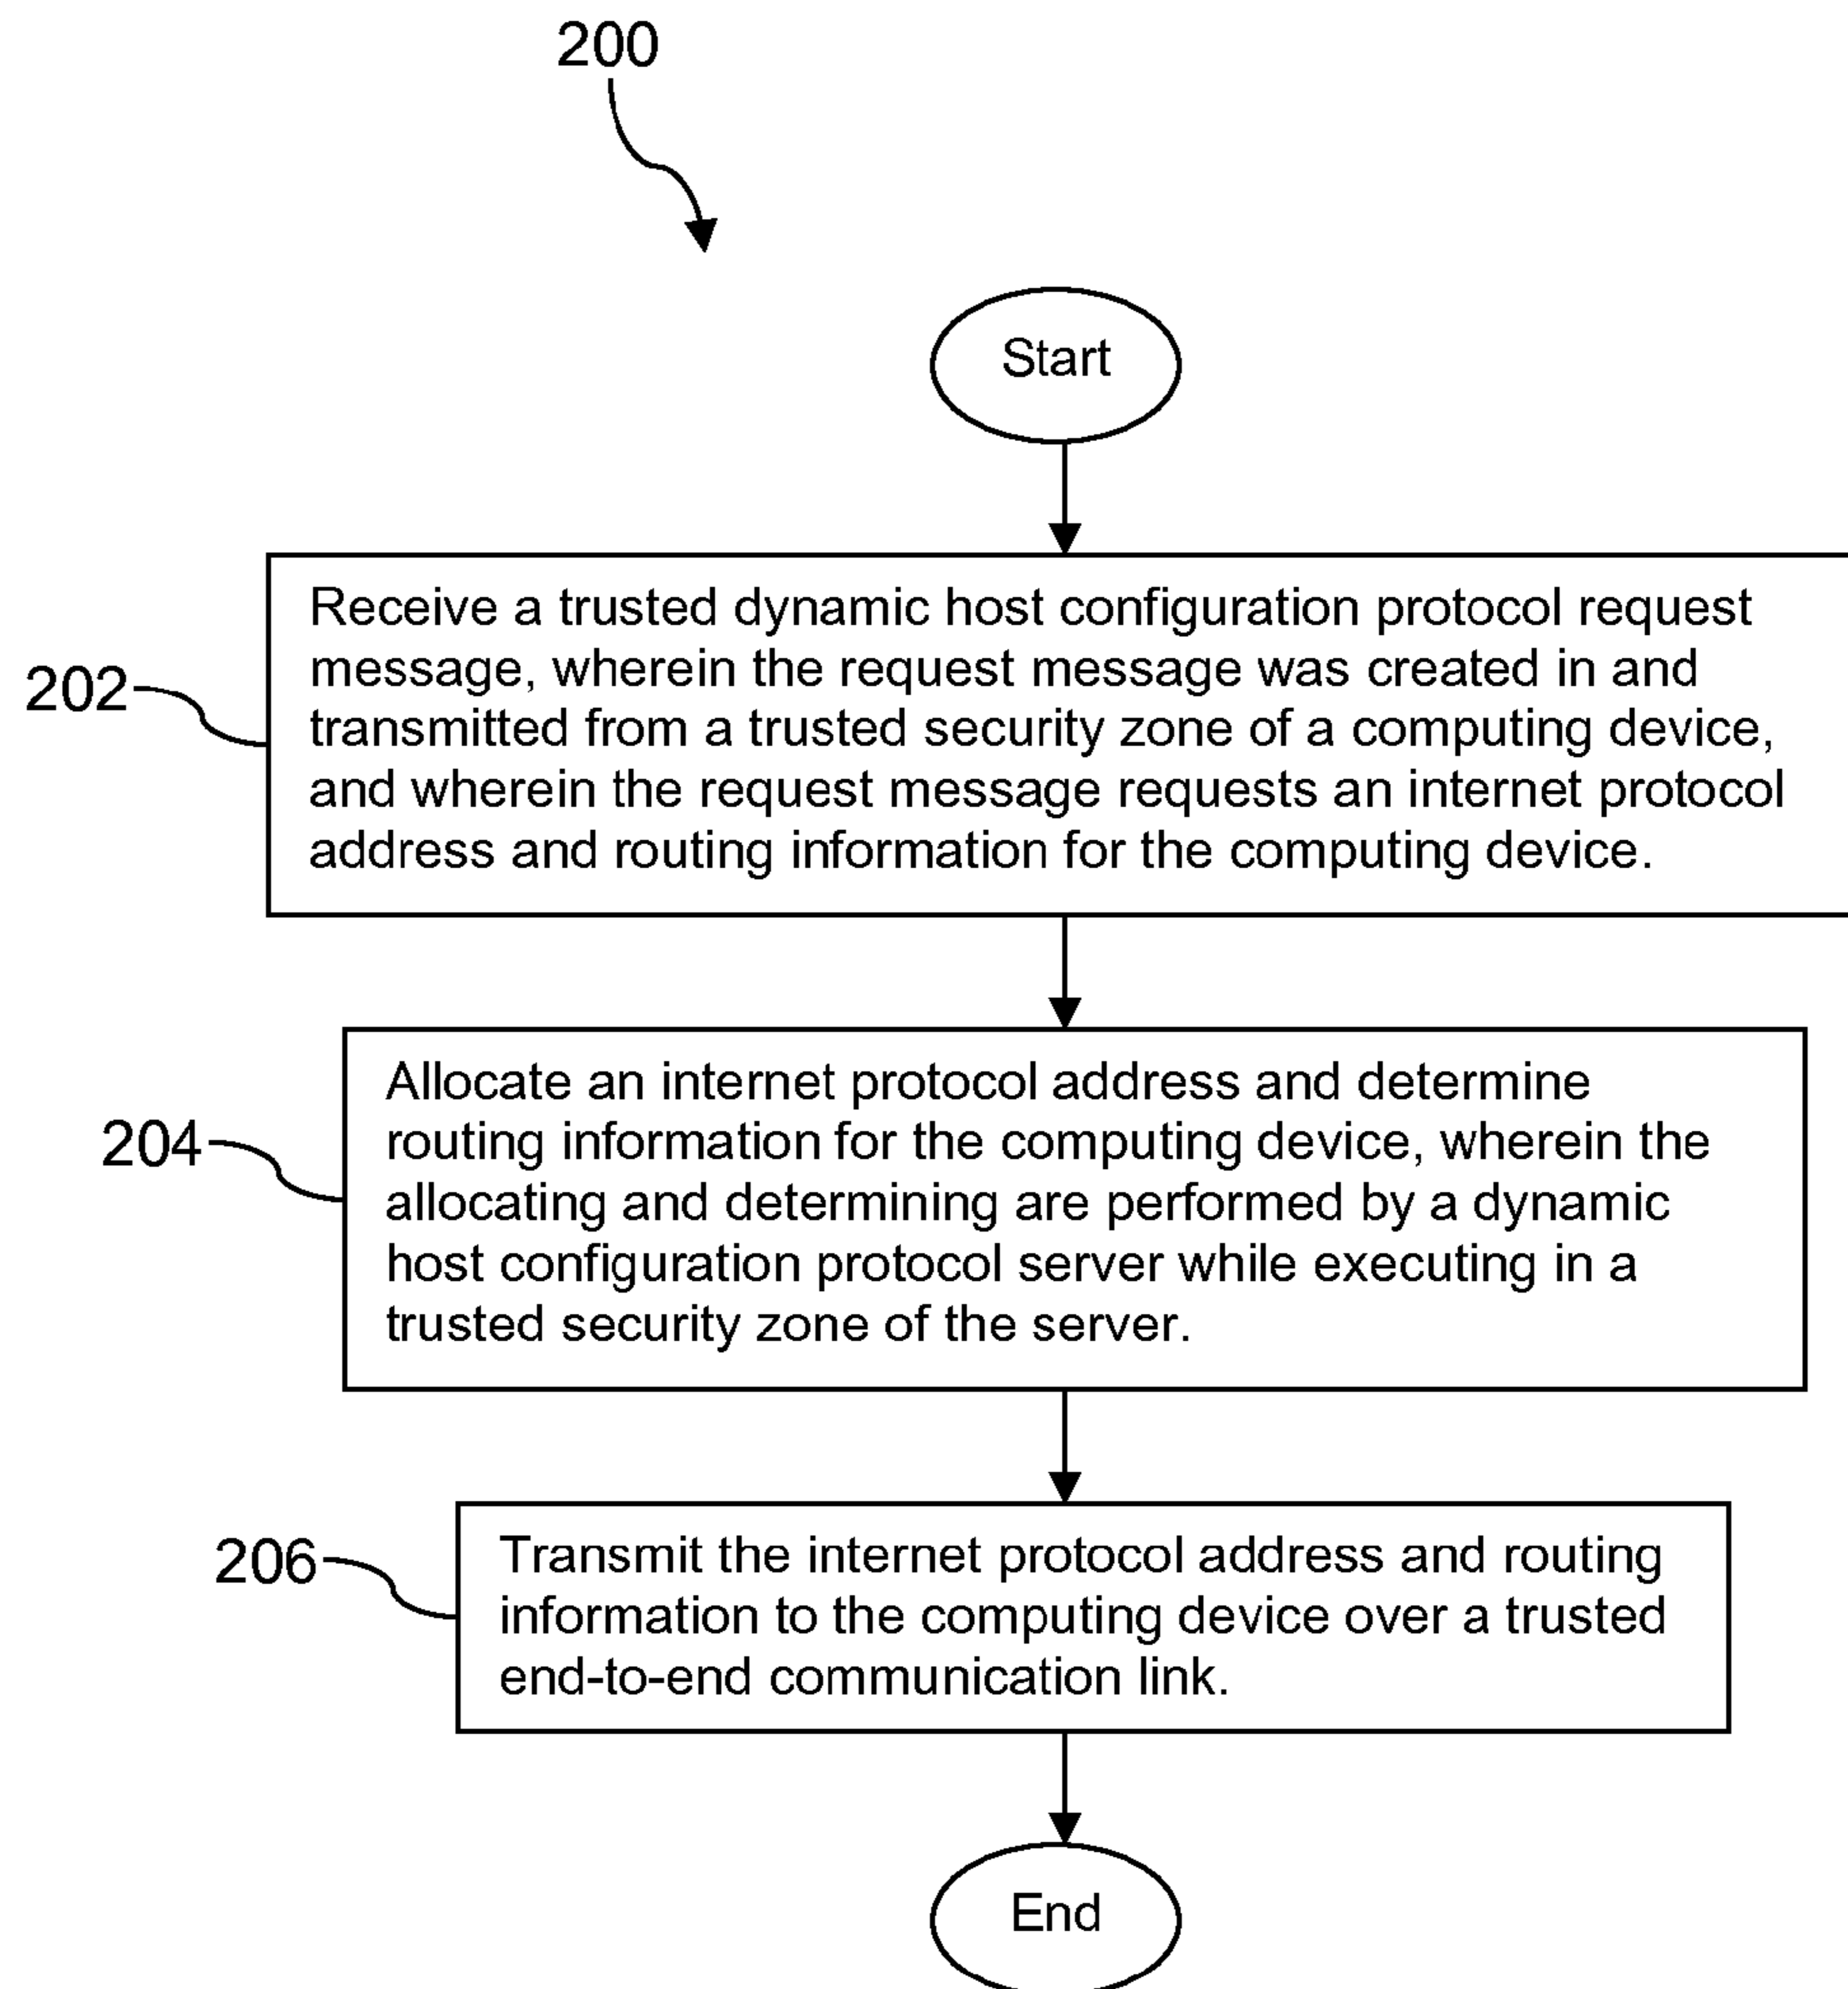 200
Start
202
Receive a trusted dynamic host configuration protocol request
message, wherein the request message was created in and
transmitted from a trusted security zone of a computing device,
and wherein the request message requests an internet protocol
address and routing information for the computing device.
204
Allocate an internet protocol address and determine
routing information for the computing device, wherein the
allocating and determining are performed by a dynamic
host configuration protocol server while executing in a
trusted security zone of the server.
206
Transmit the internet protocol address and routing
information to the computing device over a trusted
end-to-end communication link.
End